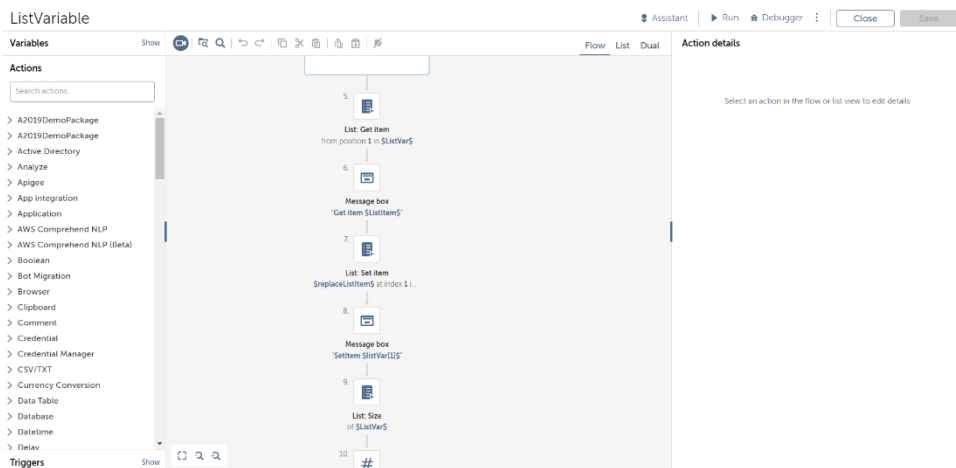 ListVariable
Assistant
Run
Debugger
Close
Save
Variables
Show
Flow
List
Dual
Action details
Actions
Search actions
Select an action in the flow or list view to edit details
A2019DemoPackage
A2019DemoPackage
Active Directory
Analyze
Apigee
App integration
Application
AWS Comprehend NLP
AWS Comprehend NLP (Beta)
Boolean
Bot Migration
Browser
Clipboard
Comment
Credential
Credential Manager
CSV/TXT
Currency Conversion
Data Table
Database
Datetime
Delay
Triggers
Show
5.
List: Get item
from position 1 in $ListVar$
6.
Message box
"Get item $ListItem$"
7.
List: Set item
$replaceListItem$ at index 1 i...
8.
Message box
"SetItem $listVar[1]$"
9.
List: Size
of $ListVar$
10.